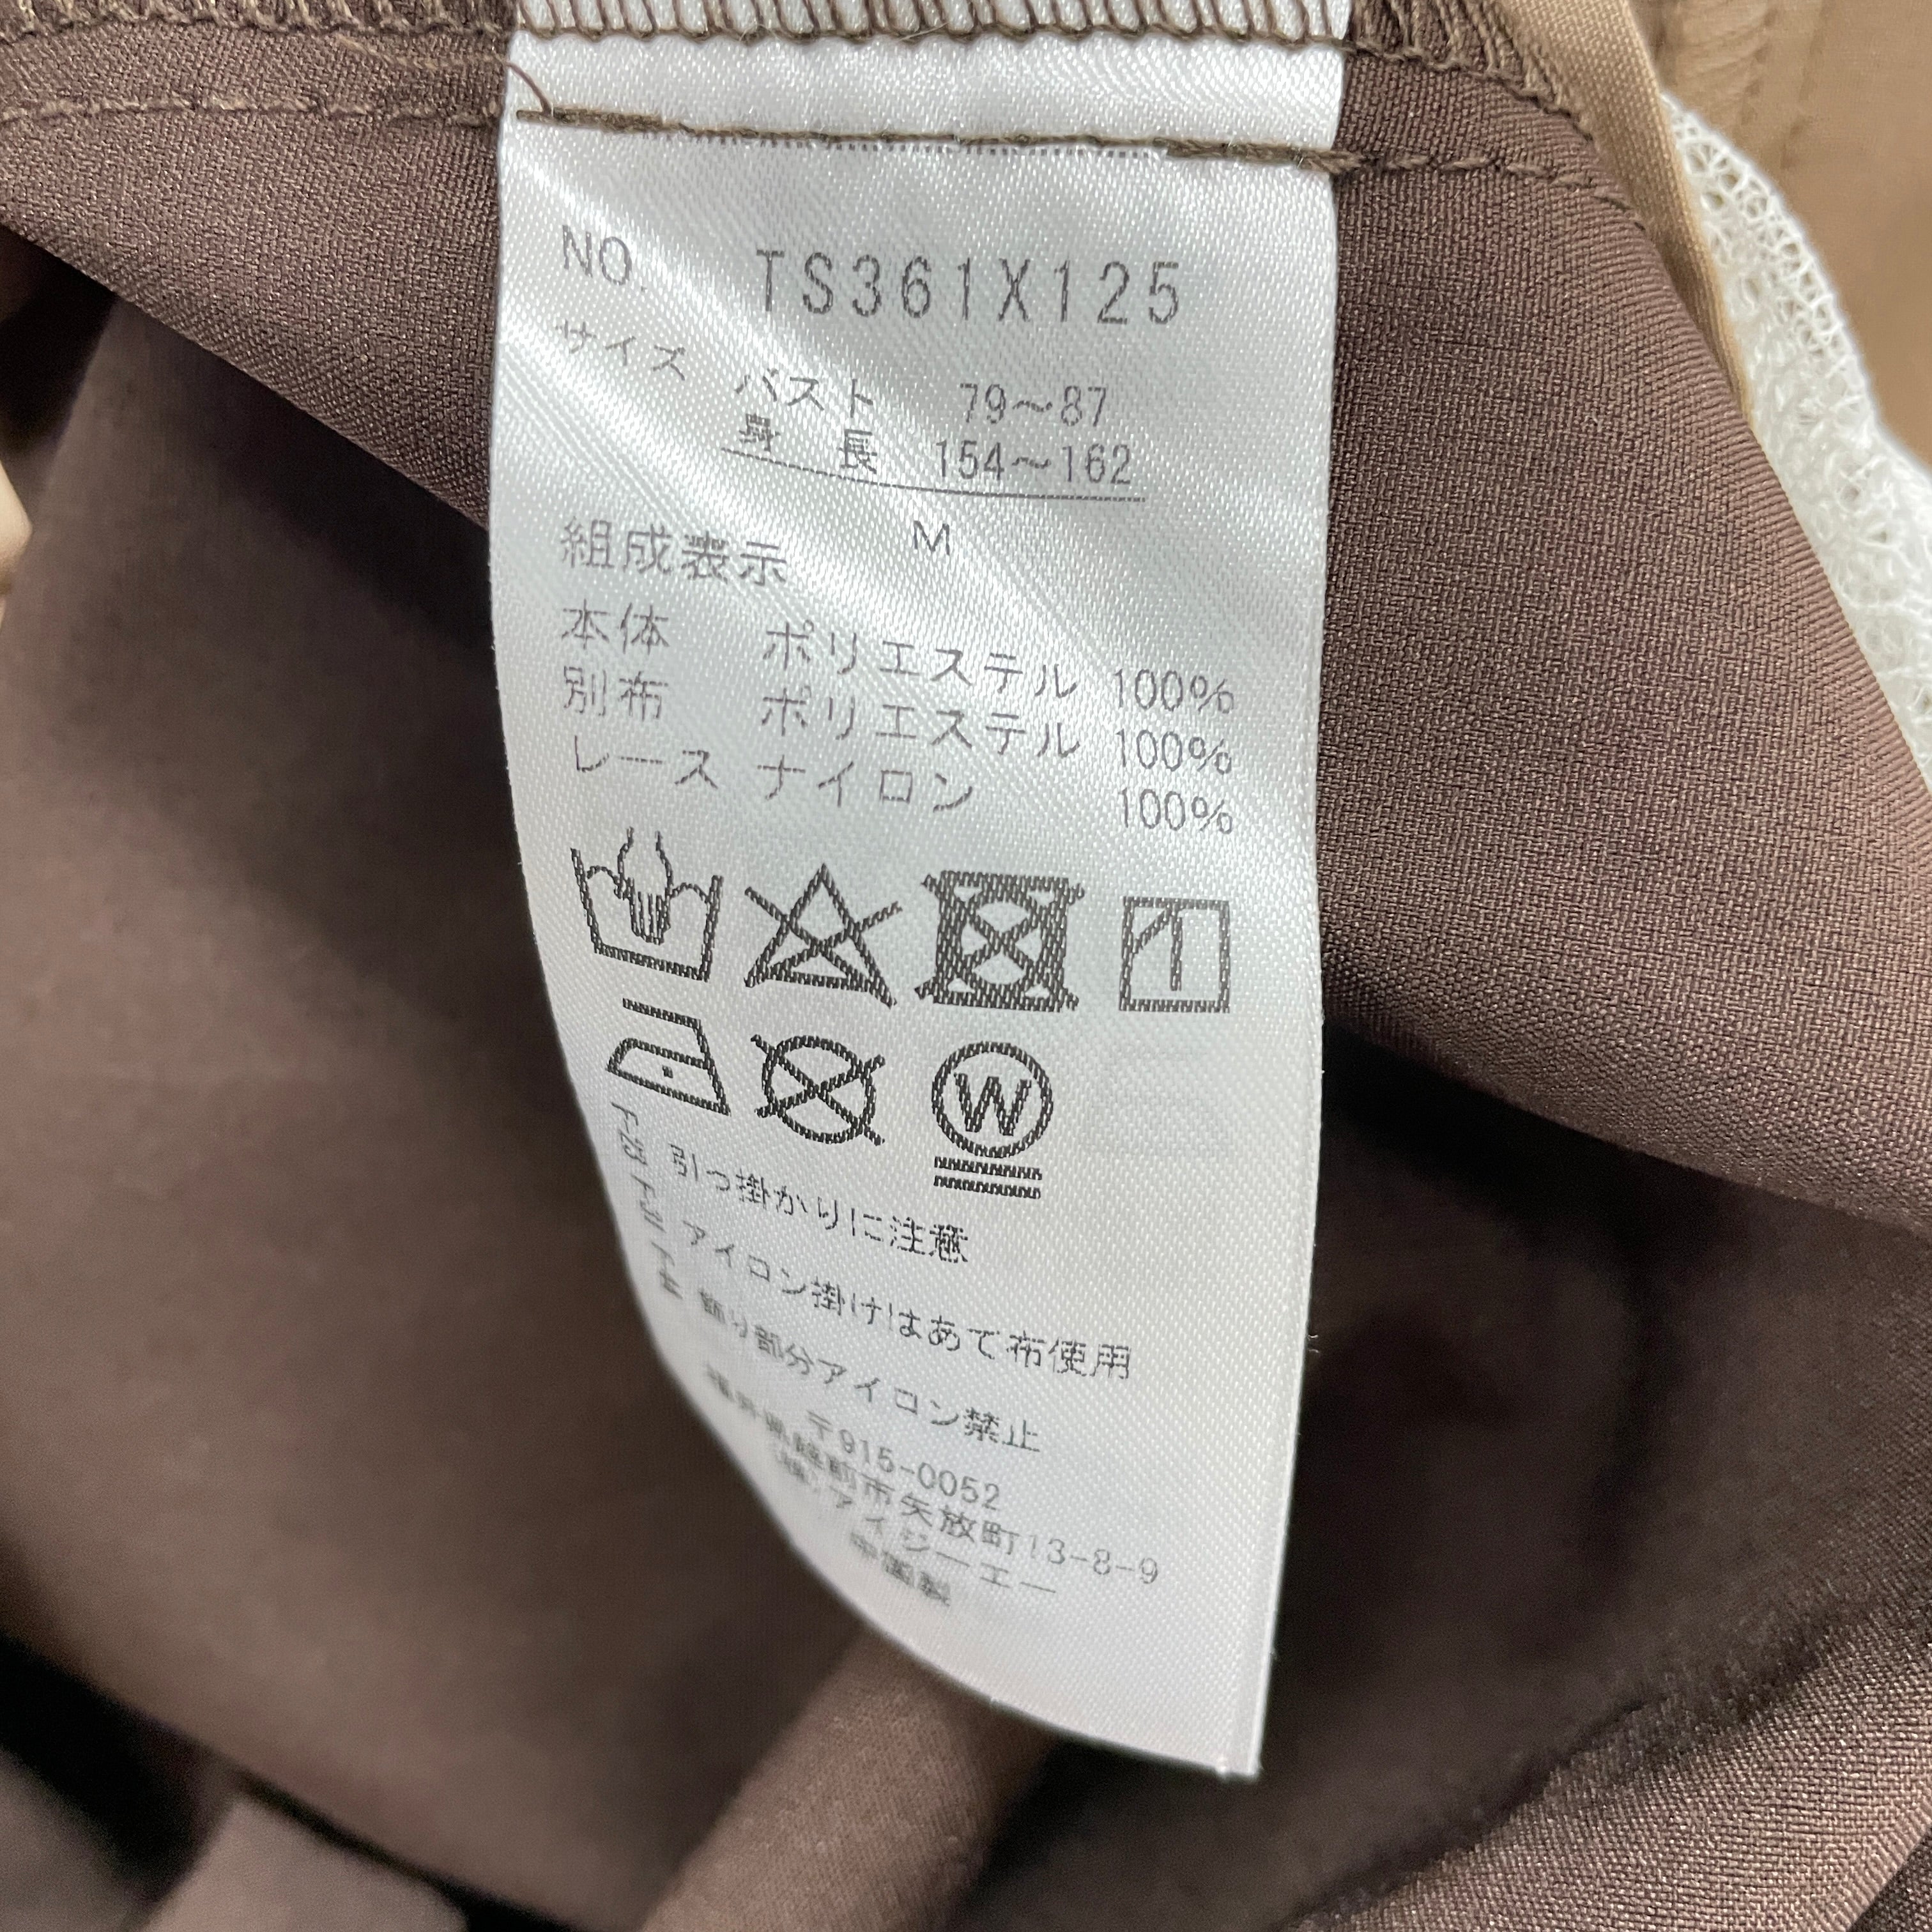 NO. TS361X125
サイズ バスト 79～87
身長 154～162
M
組成表示
本体 ポリエステル 100%
別布 ポリエステル 100%
レース ナイロン 100%
W
引っ掛かりに注意
アイロン掛けはあて布使用
飾り部分アイロン禁止
〒915-0052
福井県越前市矢放町13-8-9
アイジーエー
中国製